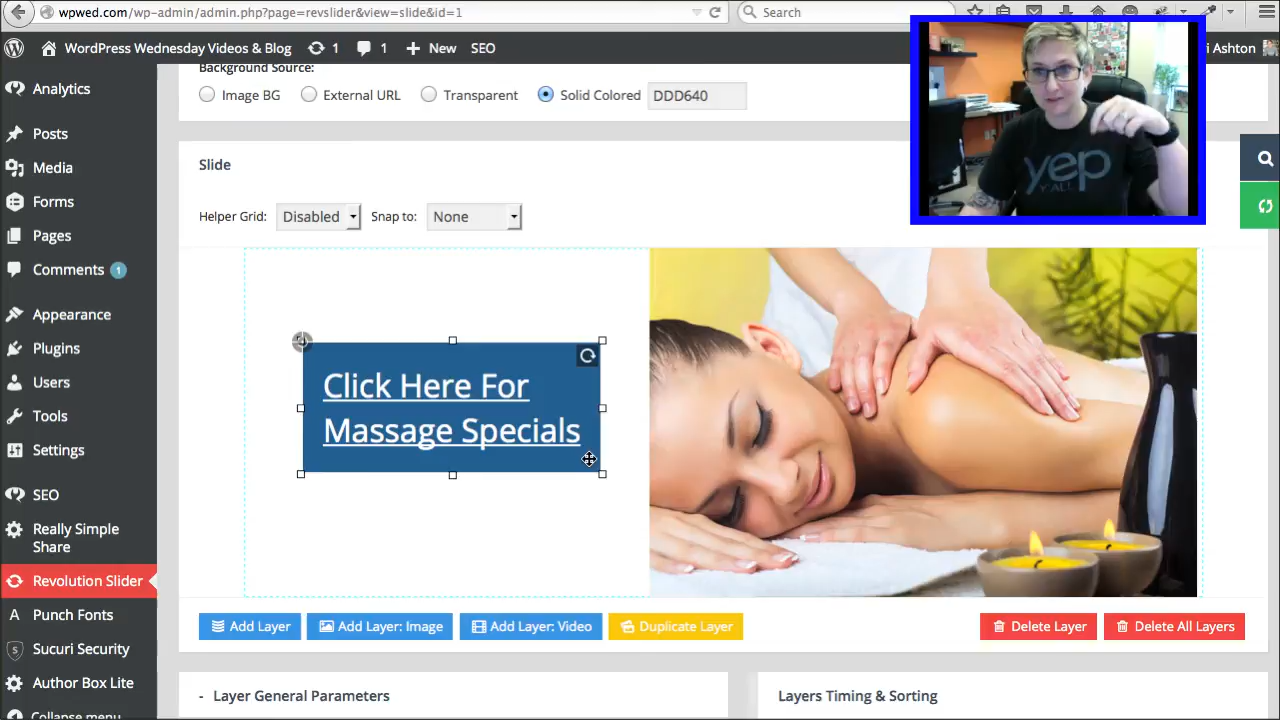 wpwed.com/wp-admin/admin.php?page=revslider&view=slide&id=1
Search
WordPress Wednesday Videos & Blog
1
1
New
SEO
i Ashton
Analytics
Posts
Media
Forms
Pages
Comments 1
Appearance
Plugins
Users
Tools
Settings
SEO
Really Simple
Share
Revolution Slider
Punch Fonts
Sucuri Security
Author Box Lite
Collapse menu
Background Source:
Image BG
External URL
Transparent
Solid Colored
DDD640
Slide
Helper Grid: Disabled
Snap to: None
yep
Y'ALL
Click Here For
Massage Specials
Add Layer
Add Layer: Image
Add Layer: Video
Duplicate Layer
Delete Layer
Delete All Layers
- Layer General Parameters
Layers Timing & Sorting